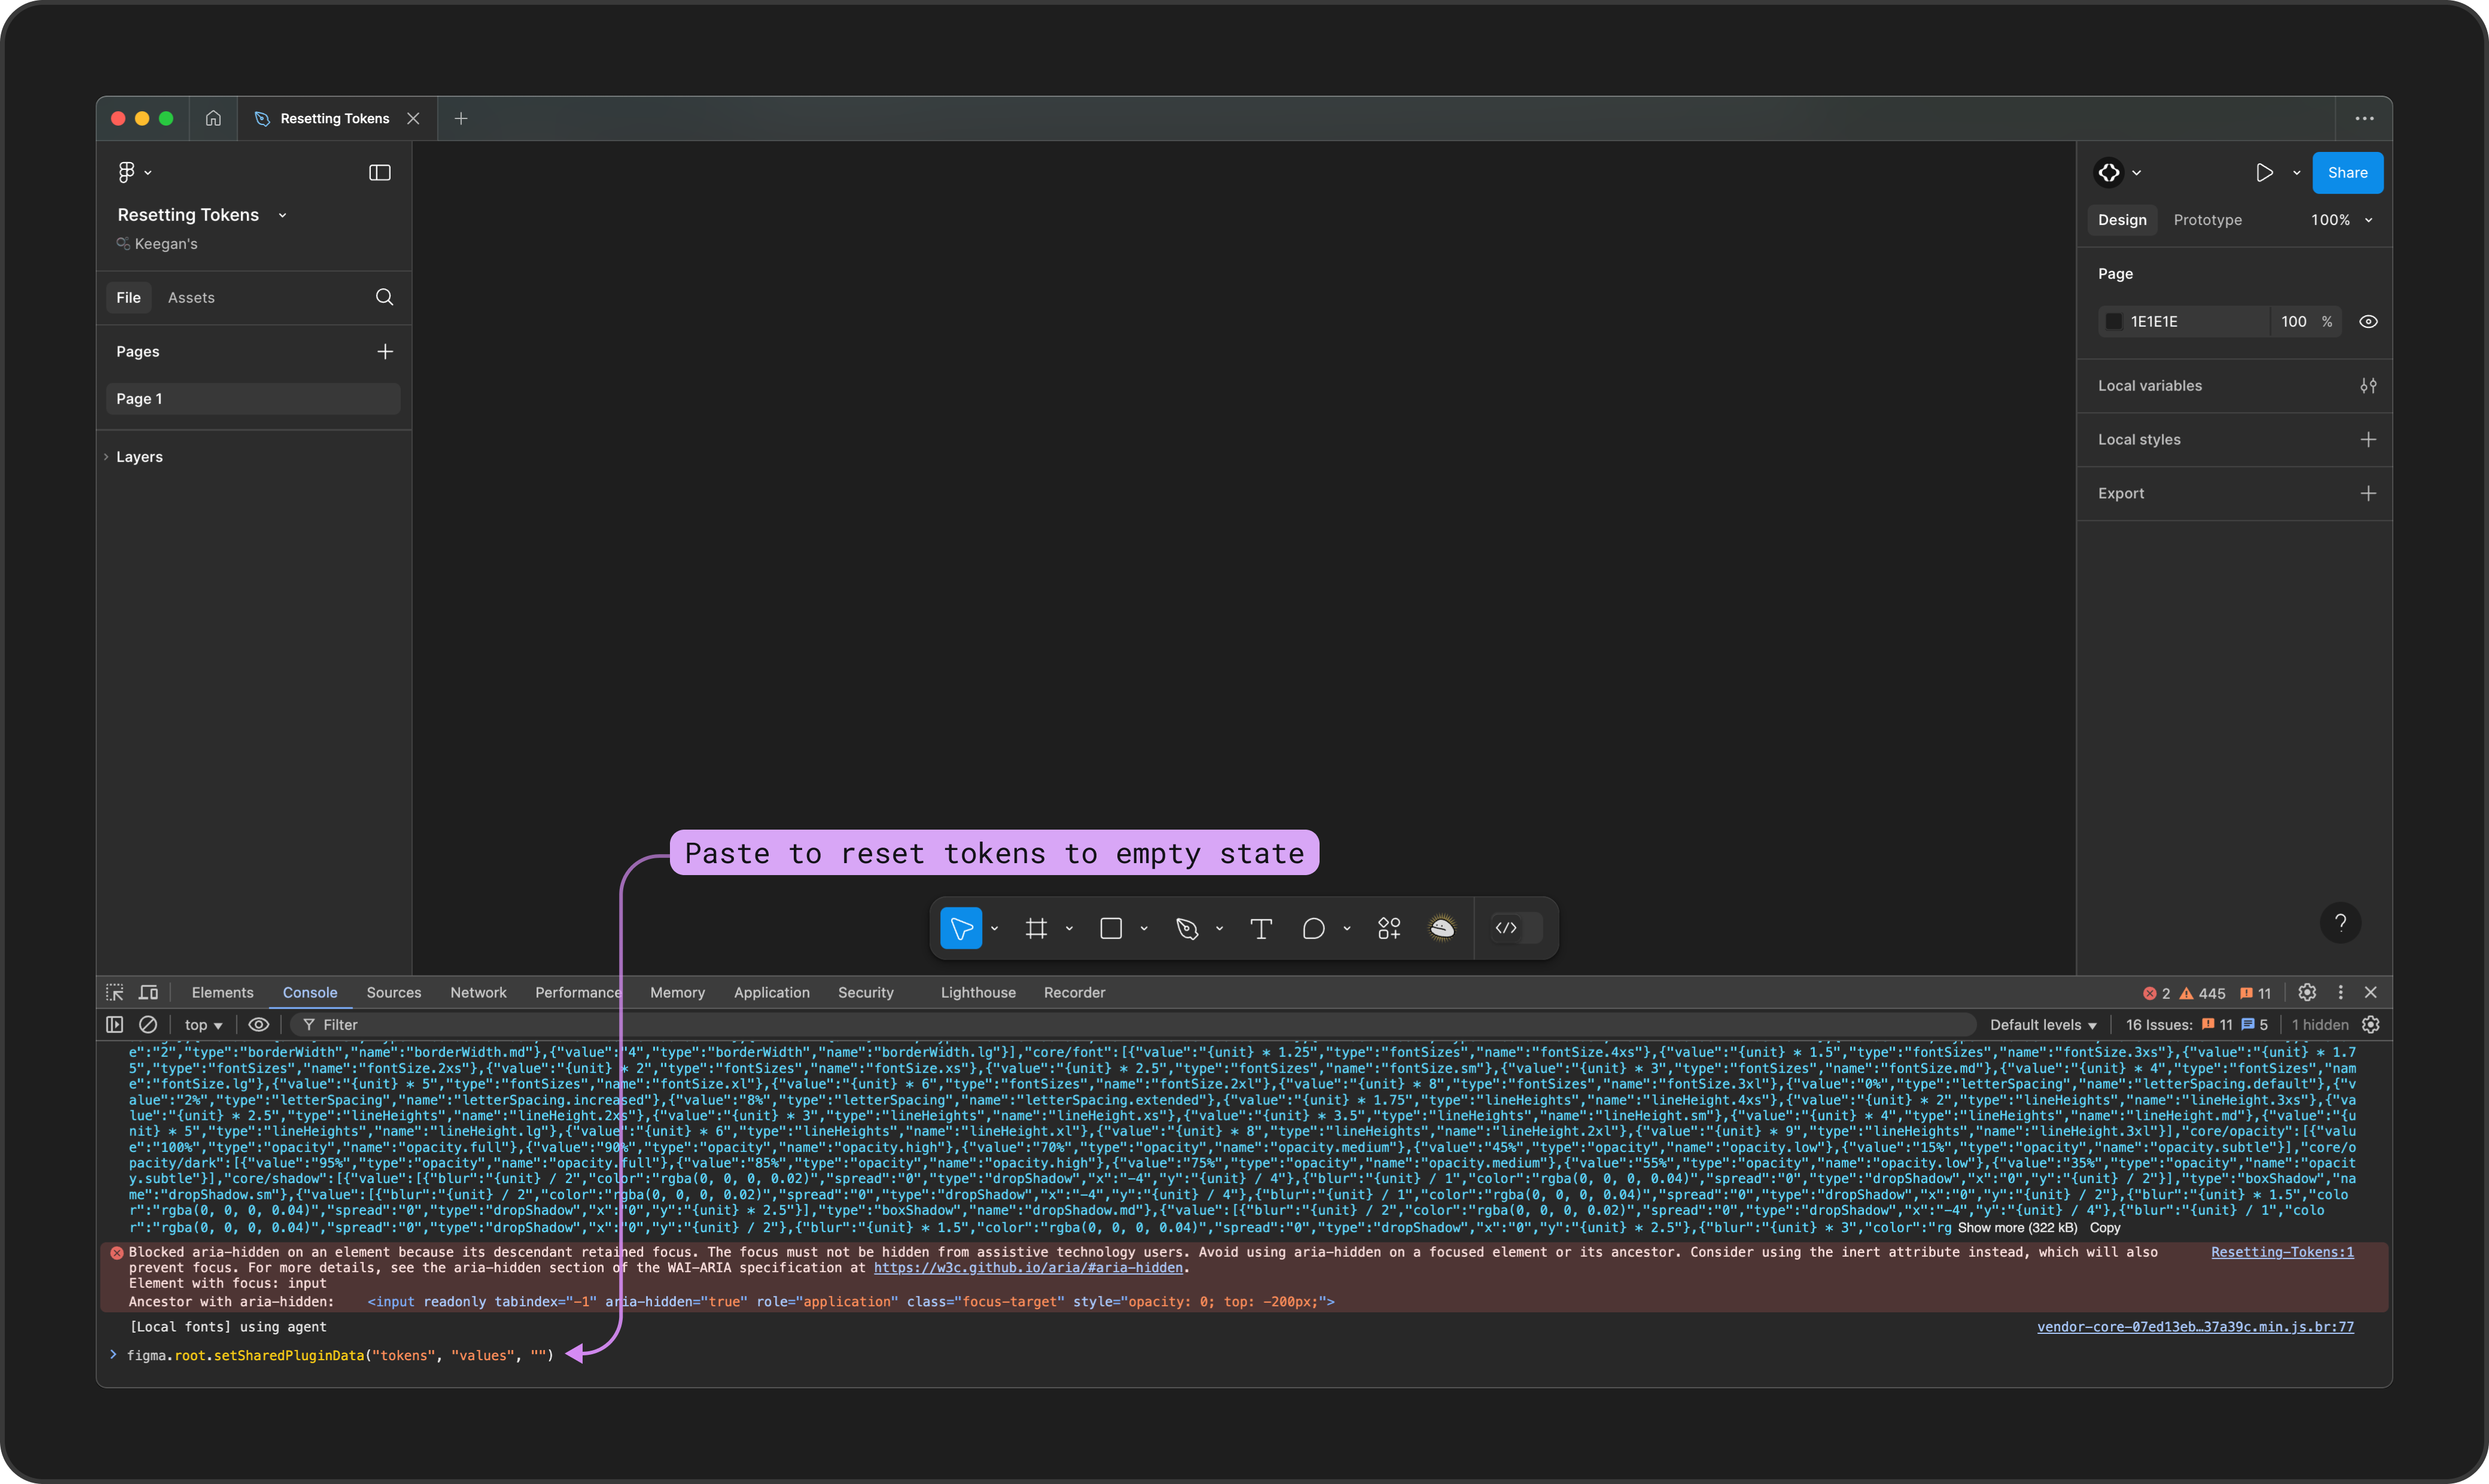 Resetting Tokens
Resetting Tokens
Keegan's
File
Assets
Pages
Page 1
Layers
Share
Design
Prototype
100%
Page
1E1E1E
100 %
Local variables
Local styles
Export
Paste to reset tokens to empty state
?
Elements
Console
Sources
Network
Performance
Memory
Application
Security
Lighthouse
Recorder
2
445
11
top
Filter
Default levels
16 Issues: 11 5
1 hidden
e":"2","type":"borderWidth","name":"borderWidth.md"},{"value":"4","type":"borderWidth","name":"borderWidth.lg"}],"core/font":[{"value":"{unit} * 1.25","type":"fontSizes","name":"fontSize.4xs"},{"value":"{unit} * 1.5","type":"fontSizes","name":"fontSize.3xs"},{"value":"{unit} * 1.7
5","type":"fontSizes","name":"fontSize.2xs"},{"value":"{unit} * 2","type":"fontSizes","name":"fontSize.xs"},{"value":"{unit} * 2.5","type":"fontSizes","name":"fontSize.sm"},{"value":"{unit} * 3","type":"fontSizes","name":"fontSize.md"},{"value":"{unit} * 4","type":"fontSizes","nam
e":"fontSize.lg"},{"value":"{unit} * 5","type":"fontSizes","name":"fontSize.xl"},{"value":"{unit} * 6","type":"fontSizes","name":"fontSize.2xl"},{"value":"{unit} * 8","type":"fontSizes","name":"fontSize.3xl"},{"value":"0%","type":"letterSpacing","name":"letterSpacing.default"},{"v
alue":"2%","type":"letterSpacing","name":"letterSpacing.increased"},{"value":"8%","type":"letterSpacing","name":"letterSpacing.extended"},{"value":"{unit} * 1.75","type":"lineHeights","name":"lineHeight.4xs"},{"value":"{unit} * 2","type":"lineHeights","name":"lineHeight.3xs"},{"va
lue":"{unit} * 2.5","type":"lineHeights","name":"lineHeight.2xs"},{"value":"{unit} * 3","type":"lineHeights","name":"lineHeight.xs"},{"value":"{unit} * 3.5","type":"lineHeights","name":"lineHeight.sm"},{"value":"{unit} * 4","type":"lineHeights","name":"lineHeight.md"},{"value":"{u
nit} * 5","type":"lineHeights","name":"lineHeight.lg"},{"value":"{unit} * 6","type":"lineHeights","name":"lineHeight.xl"},{"value":"{unit} * 8","type":"lineHeights","name":"lineHeight.2xl"},{"value":"{unit} * 9","type":"lineHeights","name":"lineHeight.3xl"}],"core/opacity":[{"valu
e":"100%","type":"opacity","name":"opacity.full"},{"value":"90%","type":"opacity","name":"opacity.high"},{"value":"70%","type":"opacity","name":"opacity.medium"},{"value":"45%","type":"opacity","name":"opacity.low"},{"value":"15%","type":"opacity","name":"opacity.subtle"}],"core/o
pacity/dark":[{"value":"95%","type":"opacity","name":"opacity.full"},{"value":"85%","type":"opacity","name":"opacity.high"},{"value":"75%","type":"opacity","name":"opacity.medium"},{"value":"55%","type":"opacity","name":"opacity.low"},{"value":"35%","type":"opacity","name":"opacit
y.subtle"}],"core/shadow":[{"value":[{"blur":"{unit} / 2","color":"rgba(0, 0, 0, 0.02)","spread":"0","type":"dropShadow","x":"-4","y":"{unit} / 4"},{"blur":"{unit} / 1","color":"rgba(0, 0, 0, 0.04)","spread":"0","type":"dropShadow","x":"0","y":"{unit} / 2"}],"type":"boxShadow","na
me":"dropShadow.sm"},{"value":[{"blur":"{unit} / 2","color":"rgba(0, 0, 0, 0.02)","spread":"0","type":"dropShadow","x":"-4","y":"{unit} / 4"},{"blur":"{unit} / 1","color":"rgba(0, 0, 0, 0.04)","spread":"0","type":"dropShadow","x":"0","y":"{unit} / 2"},{"blur":"{unit} * 1.5","colo
r":"rgba(0, 0, 0, 0.04)","spread":"0","type":"dropShadow","x":"0","y":"{unit} * 2.5"}],"type":"boxShadow","name":"dropShadow.md"},{"value":[{"blur":"{unit} / 2","color":"rgba(0, 0, 0, 0.02)","spread":"0","type":"dropShadow","x":"-4","y":"{unit} / 4"},{"blur":"{unit} / 1","colo
r":"rgba(0, 0, 0, 0.04)","spread":"0","type":"dropShadow","x":"0","y":"{unit} / 2"},{"blur":"{unit} * 1.5","color":"rgba(0, 0, 0, 0.04)","spread":"0","type":"dropShadow","x":"0","y":"{unit} * 2.5"},{"blur":"{unit} * 3","color":"rg Show more (322 kB) Copy
Blocked aria-hidden on an element because its descendant retained focus. The focus must not be hidden from assistive technology users. Avoid using aria-hidden on a focused element or its ancestor. Consider using the inert attribute instead, which will also
Resetting-Tokens:1
prevent focus. For more details, see the aria-hidden section of the WAI-ARIA specification at https://w3c.github.io/aria/#aria-hidden.
Element with focus: input
Ancestor with aria-hidden: <input readonly tabindex="-1" aria-hidden="true" role="application" class="focus-target" style="opacity: 0; top: -200px;">
[Local fonts] using agent
vendor-core-07ed13eb…37a39c.min.js.br:77
> figma.root.setSharedPluginData("tokens", "values", "")